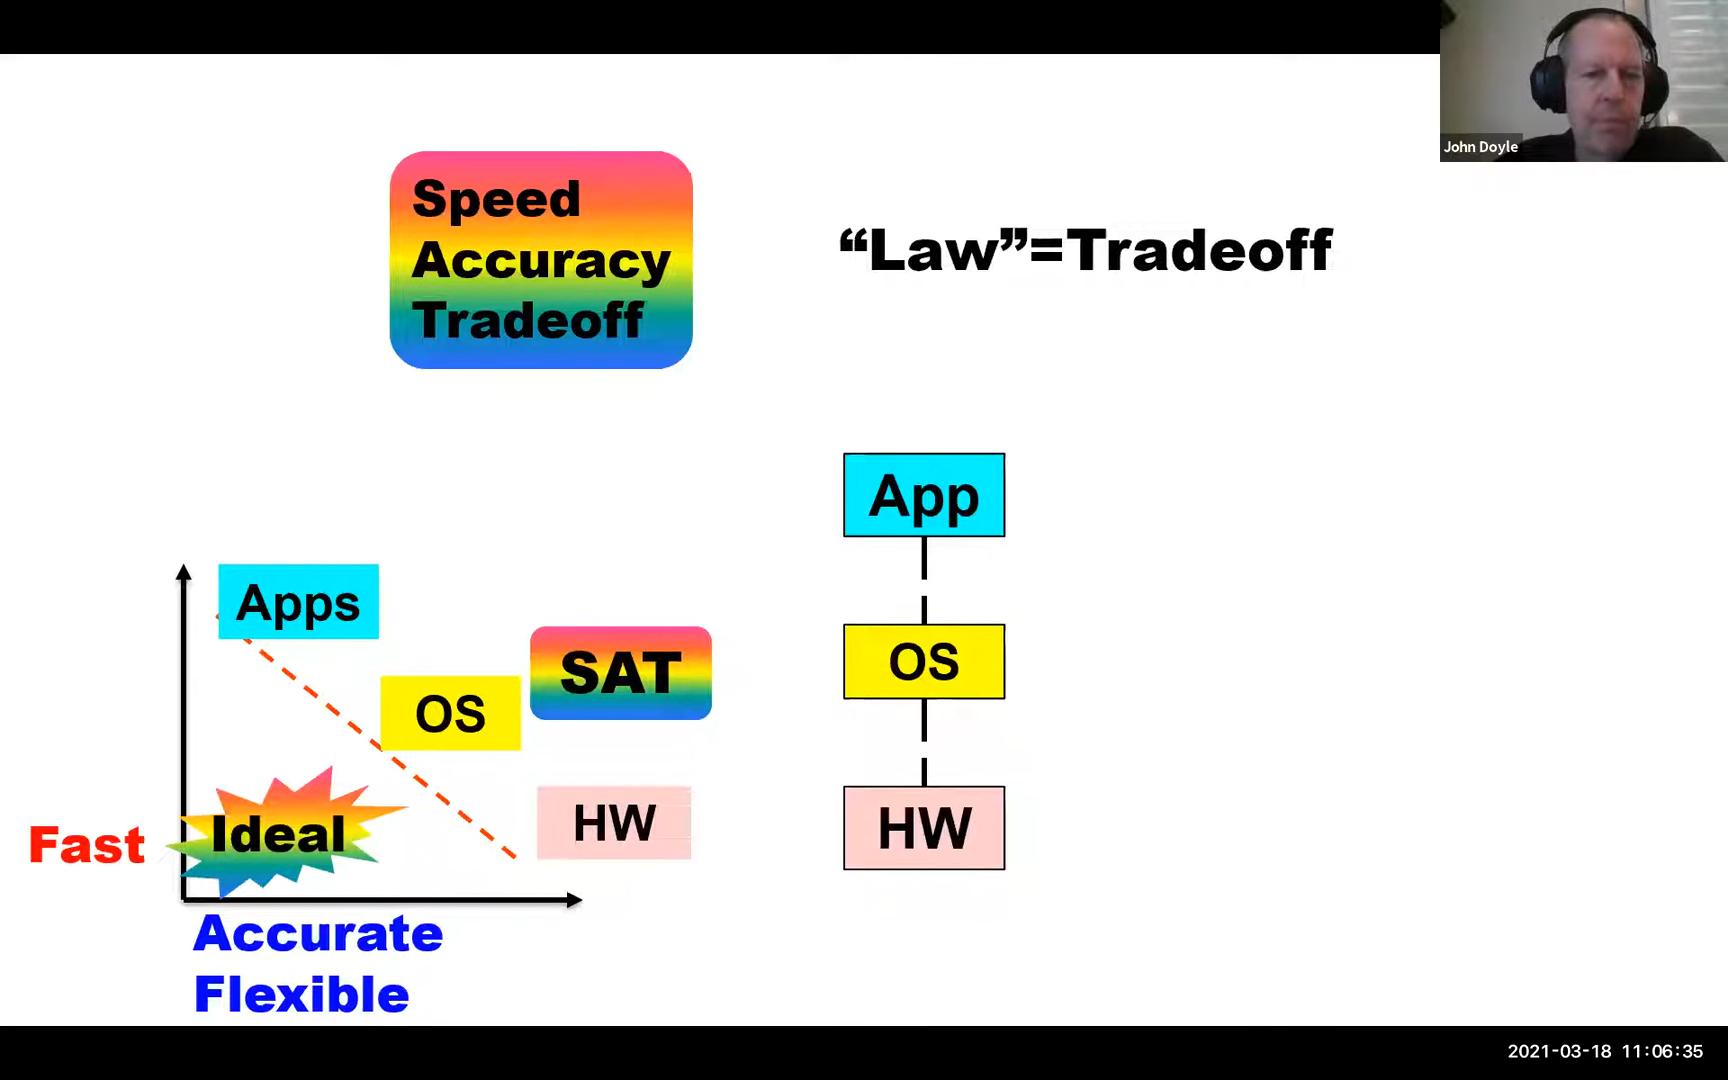 John Doyle
Speed
Accuracy
Tradeoff
“Law”=Tradeoff
App
Apps
SAT
OS
OS
HW
HW
Ideal
Fast
Accurate
Flexible
2021-03-18 11:06:35